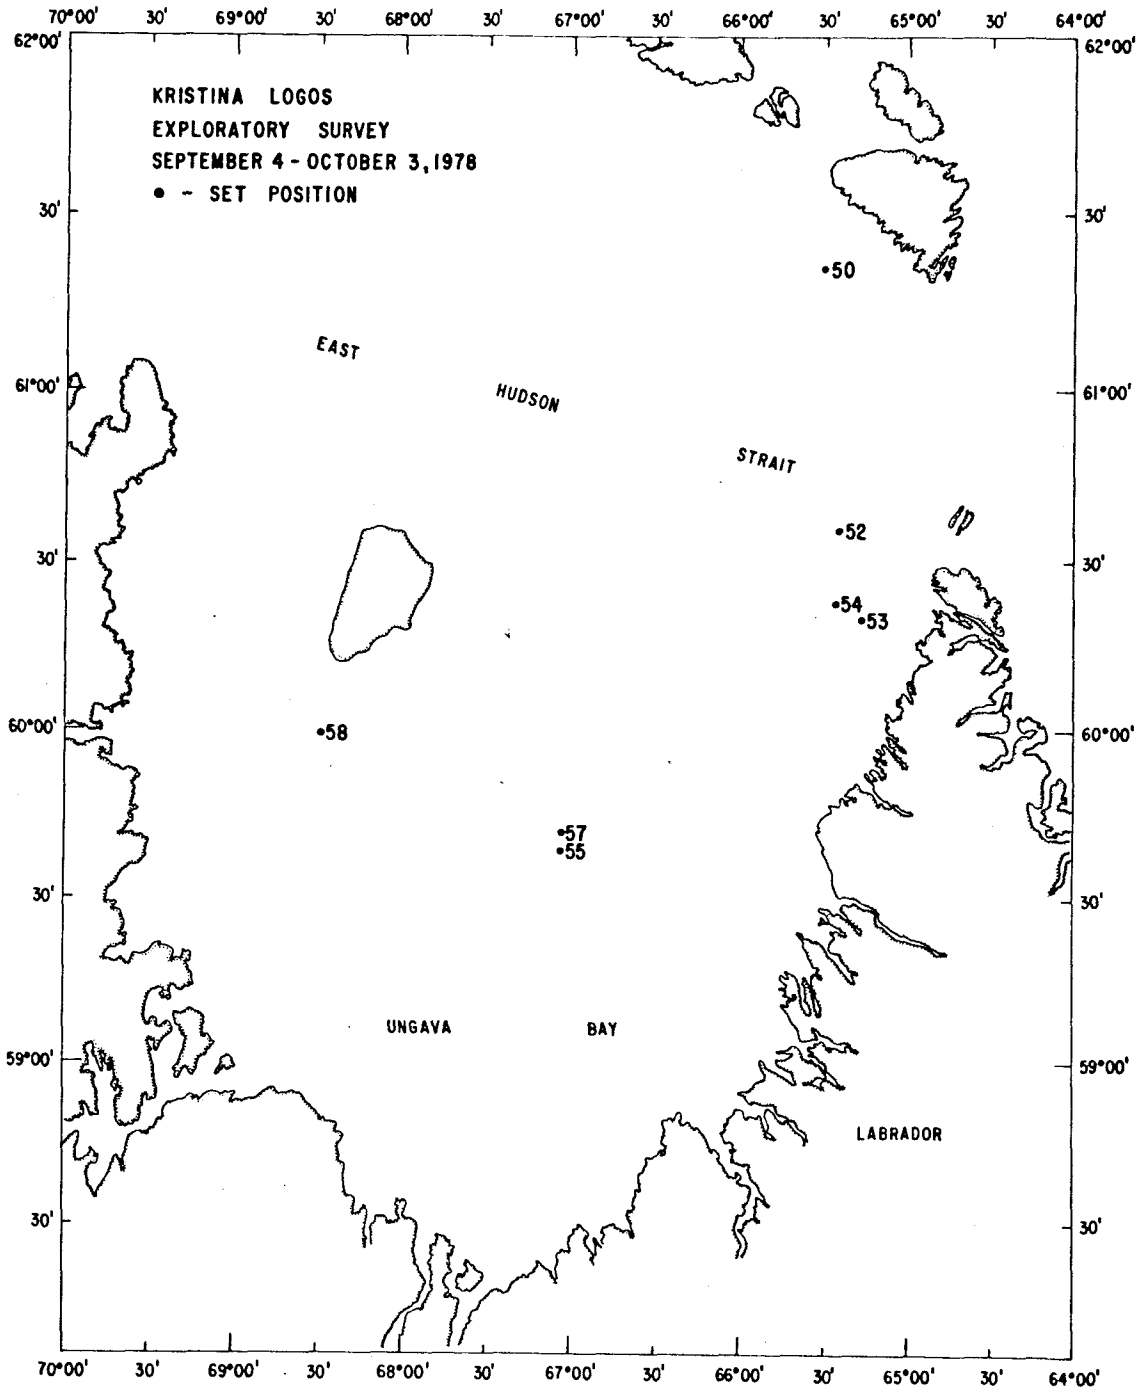 70°00' 30' 69°00' 30' 68°00' 30' 67°00' 30' 66°00' 30' 65°00' 30' 64°00'
62°00' 62°00'
KRISTINA LOGOS
EXPLORATORY SURVEY
SEPTEMBER 4 - OCTOBER 3, 1978
• - SET POSITION
30' 30'
50
EAST
61°00' HUDSON 61°00'
STRAIT
52
30' 30'
54
53
60°00' 58 60°00'
57
55
30' 30'
UNGAVA BAY
59°00' 59°00'
LABRADOR
30' 30'
70°00' 30' 69°00' 30' 68°00' 30' 67°00' 30' 66°00' 30' 65°00' 30' 64°00'